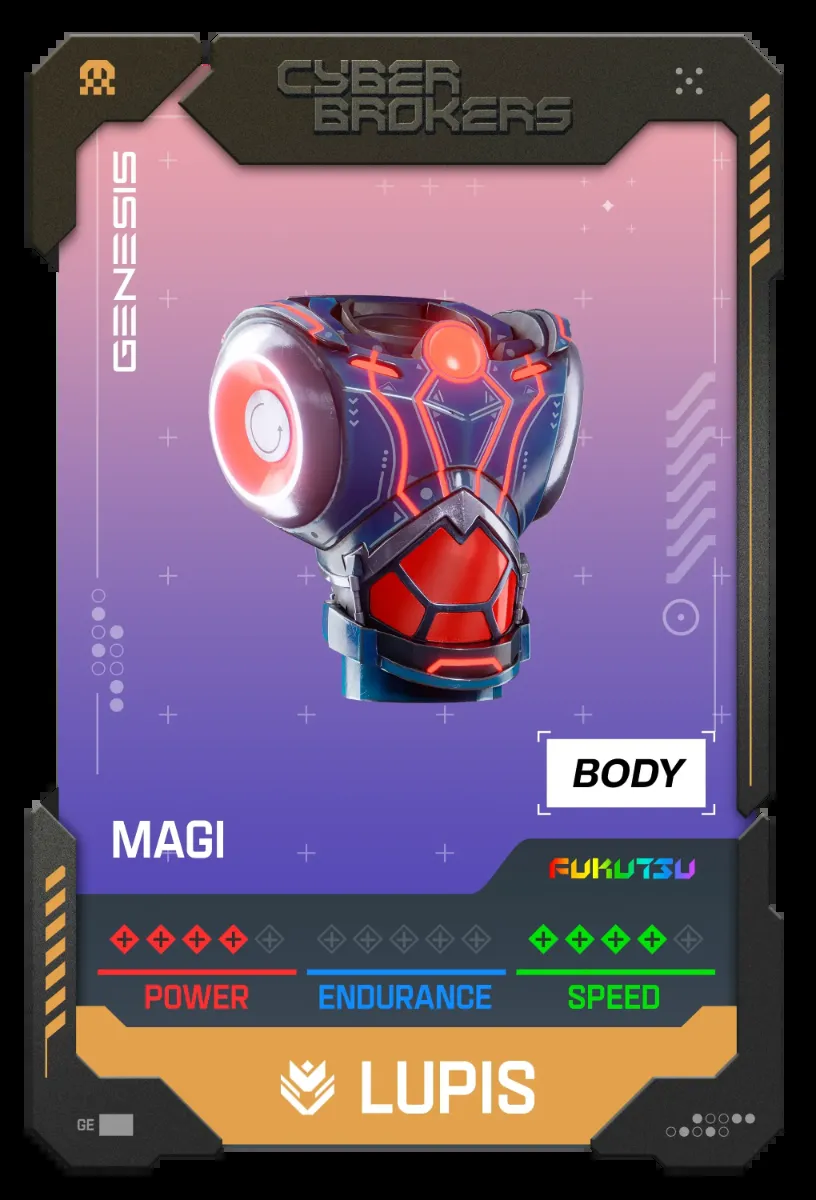 CYBER
BROKERS
GENESIS
BODY
MAGI
FUKUTSU
POWER ENDURANCE SPEED
LUPIS
GE